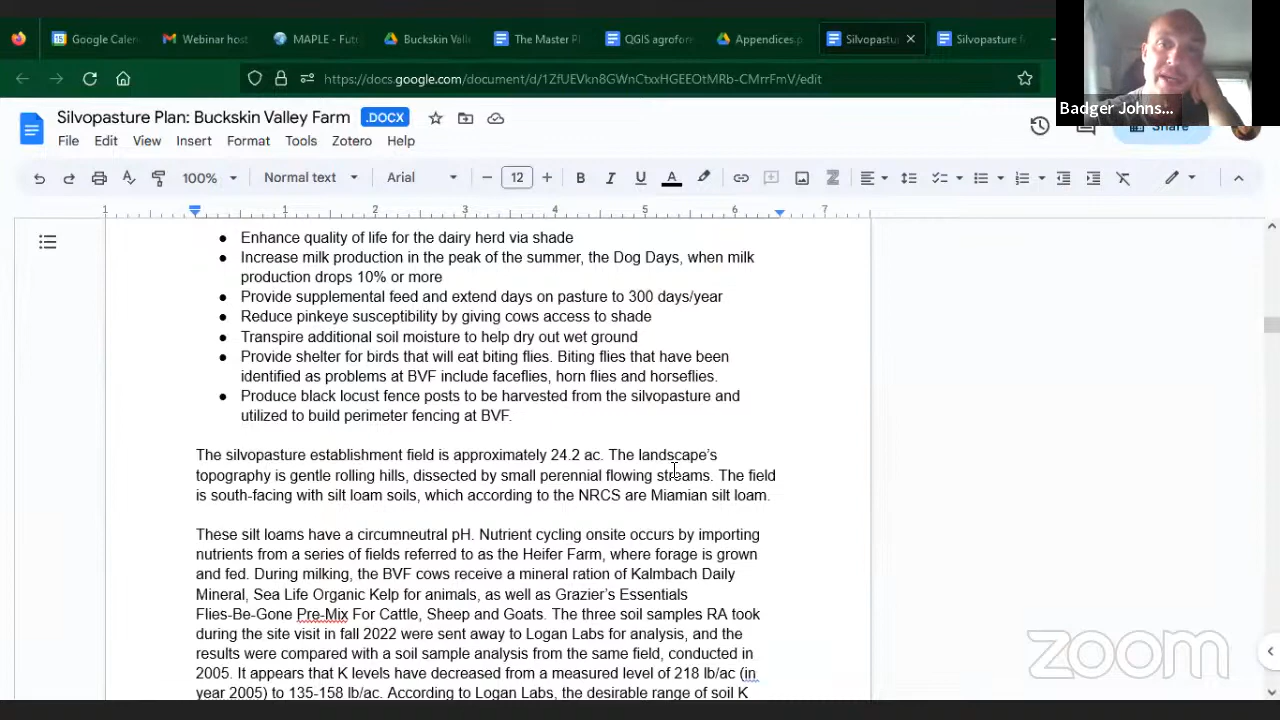 Google Calen
Webinar host
MAPLE - Futu
Buckskin Vall
The Master Pl
QGIS agrofor
Appendices.p
Silvopastu
Silvopasture f
https://docs.google.com/document/d/1ZfUEVkn8GWnCtxxHGEEOtMRb-CMrrFmV/edit
Badger Johns...
Silvopasture Plan: Buckskin Valley Farm .DOCX
Share
File Edit View Insert Format Tools Zotero Help
100% Normal text Arial 12 B I U A
1 1 2 3 4 5 6 7
● Enhance quality of life for the dairy herd via shade
● Increase milk production in the peak of the summer, the Dog Days, when milk
production drops 10% or more
● Provide supplemental feed and extend days on pasture to 300 days/year
● Reduce pinkeye susceptibility by giving cows access to shade
● Transpire additional soil moisture to help dry out wet ground
● Provide shelter for birds that will eat biting flies. Biting flies that have been
identified as problems at BVF include faceflies, horn flies and horseflies.
● Produce black locust fence posts to be harvested from the silvopasture and
utilized to build perimeter fencing at BVF.
The silvopasture establishment field is approximately 24.2 ac. The landscape's
topography is gentle rolling hills, dissected by small perennial flowing streams. The field
is south-facing with silt loam soils, which according to the NRCS are Miamian silt loam.
These silt loams have a circumneutral pH. Nutrient cycling onsite occurs by importing
nutrients from a series of fields referred to as the Heifer Farm, where forage is grown
and fed. During milking, the BVF cows receive a mineral ration of Kalmbach Daily
Mineral, Sea Life Organic Kelp for animals, as well as Grazier's Essentials
Flies-Be-Gone Pre-Mix For Cattle, Sheep and Goats. The three soil samples RA took
during the site visit in fall 2022 were sent away to Logan Labs for analysis, and the
results were compared with a soil sample analysis from the same field, conducted in
2005. It appears that K levels have decreased from a measured level of 218 lb/ac (in
year 2005) to 135-158 lb/ac. According to Logan Labs, the desirable range of soil K
zoom